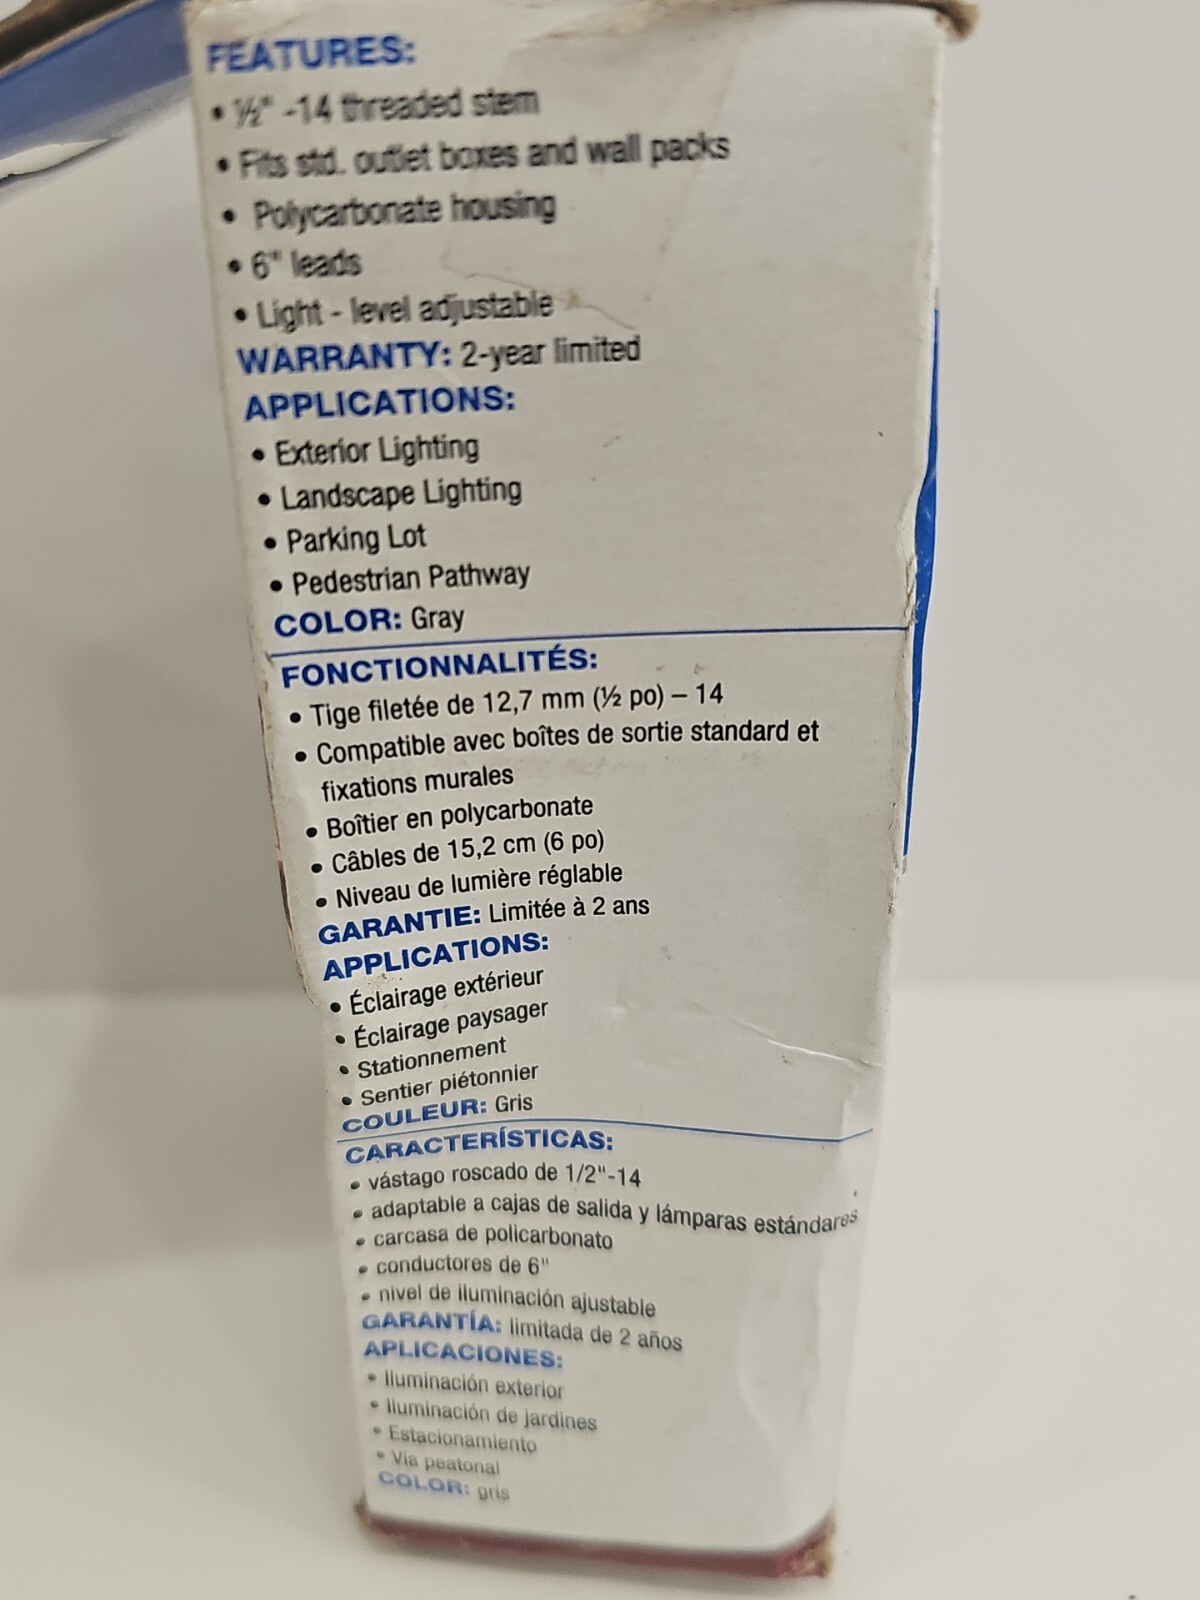 FEATURES:
• ½" -14 threaded stem
• Fits std. outlet boxes and wall packs
• Polycarbonate housing
• 6" leads
• Light - level adjustable
WARRANTY: 2-year limited
APPLICATIONS:
• Exterior Lighting
• Landscape Lighting
• Parking Lot
• Pedestrian Pathway
COLOR: Gray
FONCTIONNALITÉS:
• Tige filetée de 12,7 mm (½ po) – 14
• Compatible avec boîtes de sortie standard et
fixations murales
• Boîtier en polycarbonate
• Câbles de 15,2 cm (6 po)
• Niveau de lumière réglable
GARANTIE: Limitée à 2 ans
APPLICATIONS:
• Éclairage extérieur
• Éclairage paysager
• Stationnement
• Sentier piétonnier
COULEUR: Gris
CARACTERÍSTICAS:
• vástago roscado de 1/2"-14
• adaptable a cajas de salida y lámparas estándares
• carcasa de policarbonato
• conductores de 6"
• nivel de iluminación ajustable
GARANTÍA: limitada de 2 años
APLICACIONES:
• Iluminación exterior
• Iluminación de jardines
• Estacionamiento
• Vía peatonal
COLOR: gris